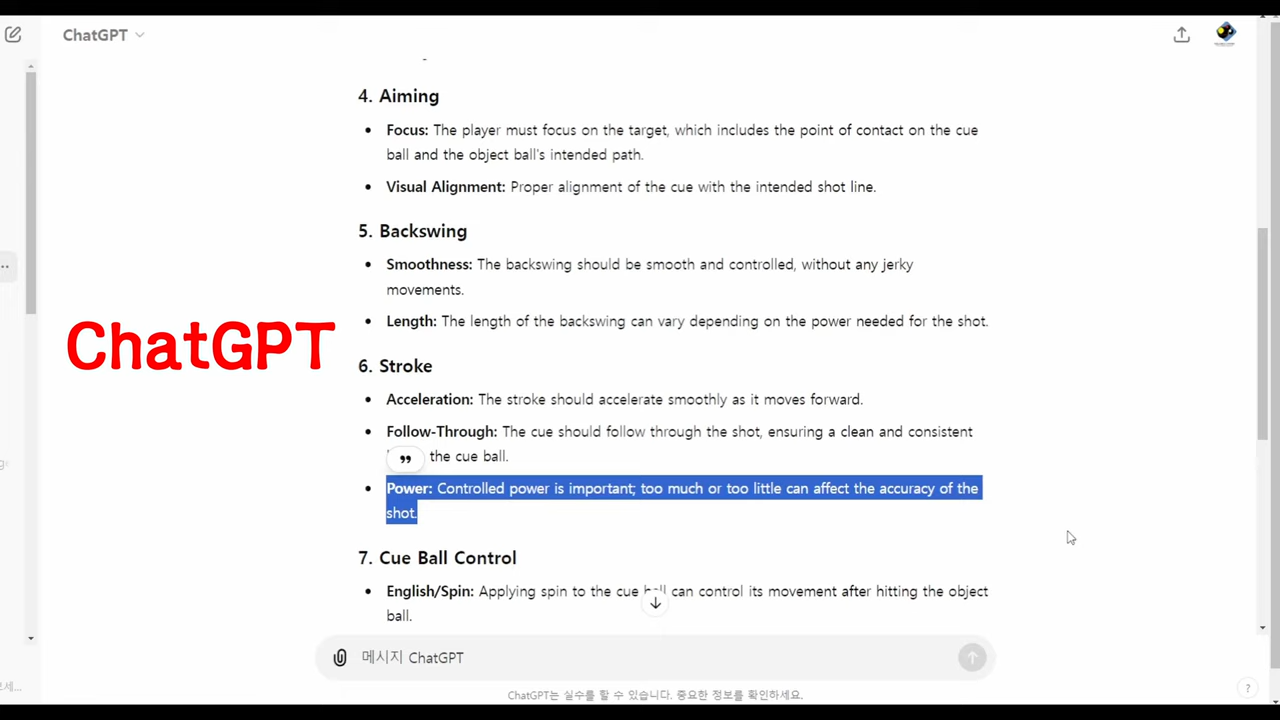 ChatGPT
4. Aiming
• Focus: The player must focus on the target, which includes the point of contact on the cue
ball and the object ball's intended path.
• Visual Alignment: Proper alignment of the cue with the intended shot line.
5. Backswing
• Smoothness: The backswing should be smooth and controlled, without any jerky
movements.
• Length: The length of the backswing can vary depending on the power needed for the shot.
ChatGPT
6. Stroke
• Acceleration: The stroke should accelerate smoothly as it moves forward.
• Follow-Through: The cue should follow through the shot, ensuring a clean and consistent
the cue ball.
• Power: Controlled power is important; too much or too little can affect the accuracy of the
shot.
7. Cue Ball Control
• English/Spin: Applying spin to the cue ball can control its movement after hitting the object
ball.
메시지 ChatGPT
ChatGPT는 실수를 할 수 있습니다. 중요한 정보를 확인하세요.
?